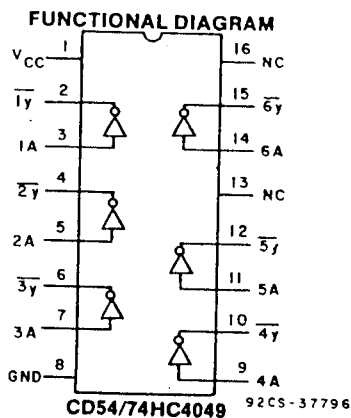 FUNCTIONAL DIAGRAM
VCC 1
16 NC
1y 2
15 6y
1A 3
14 6A
2y 4
13 NC
2A 5
12 5y
3y 6
11 5A
3A 7
10 4y
GND 8
9 4A
CD54/74HC4049
92CS-37796